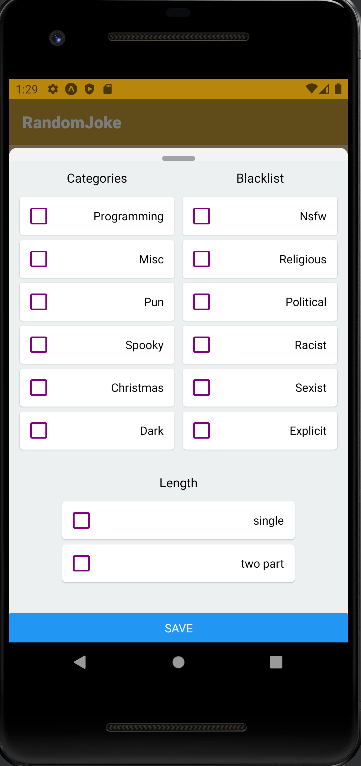 1:29
RandomJoke
Categories Blacklist
Programming Nsfw
Misc Religious
Pun Political
Spooky Racist
Christmas Sexist
Dark Explicit
Length
single
two part
SAVE